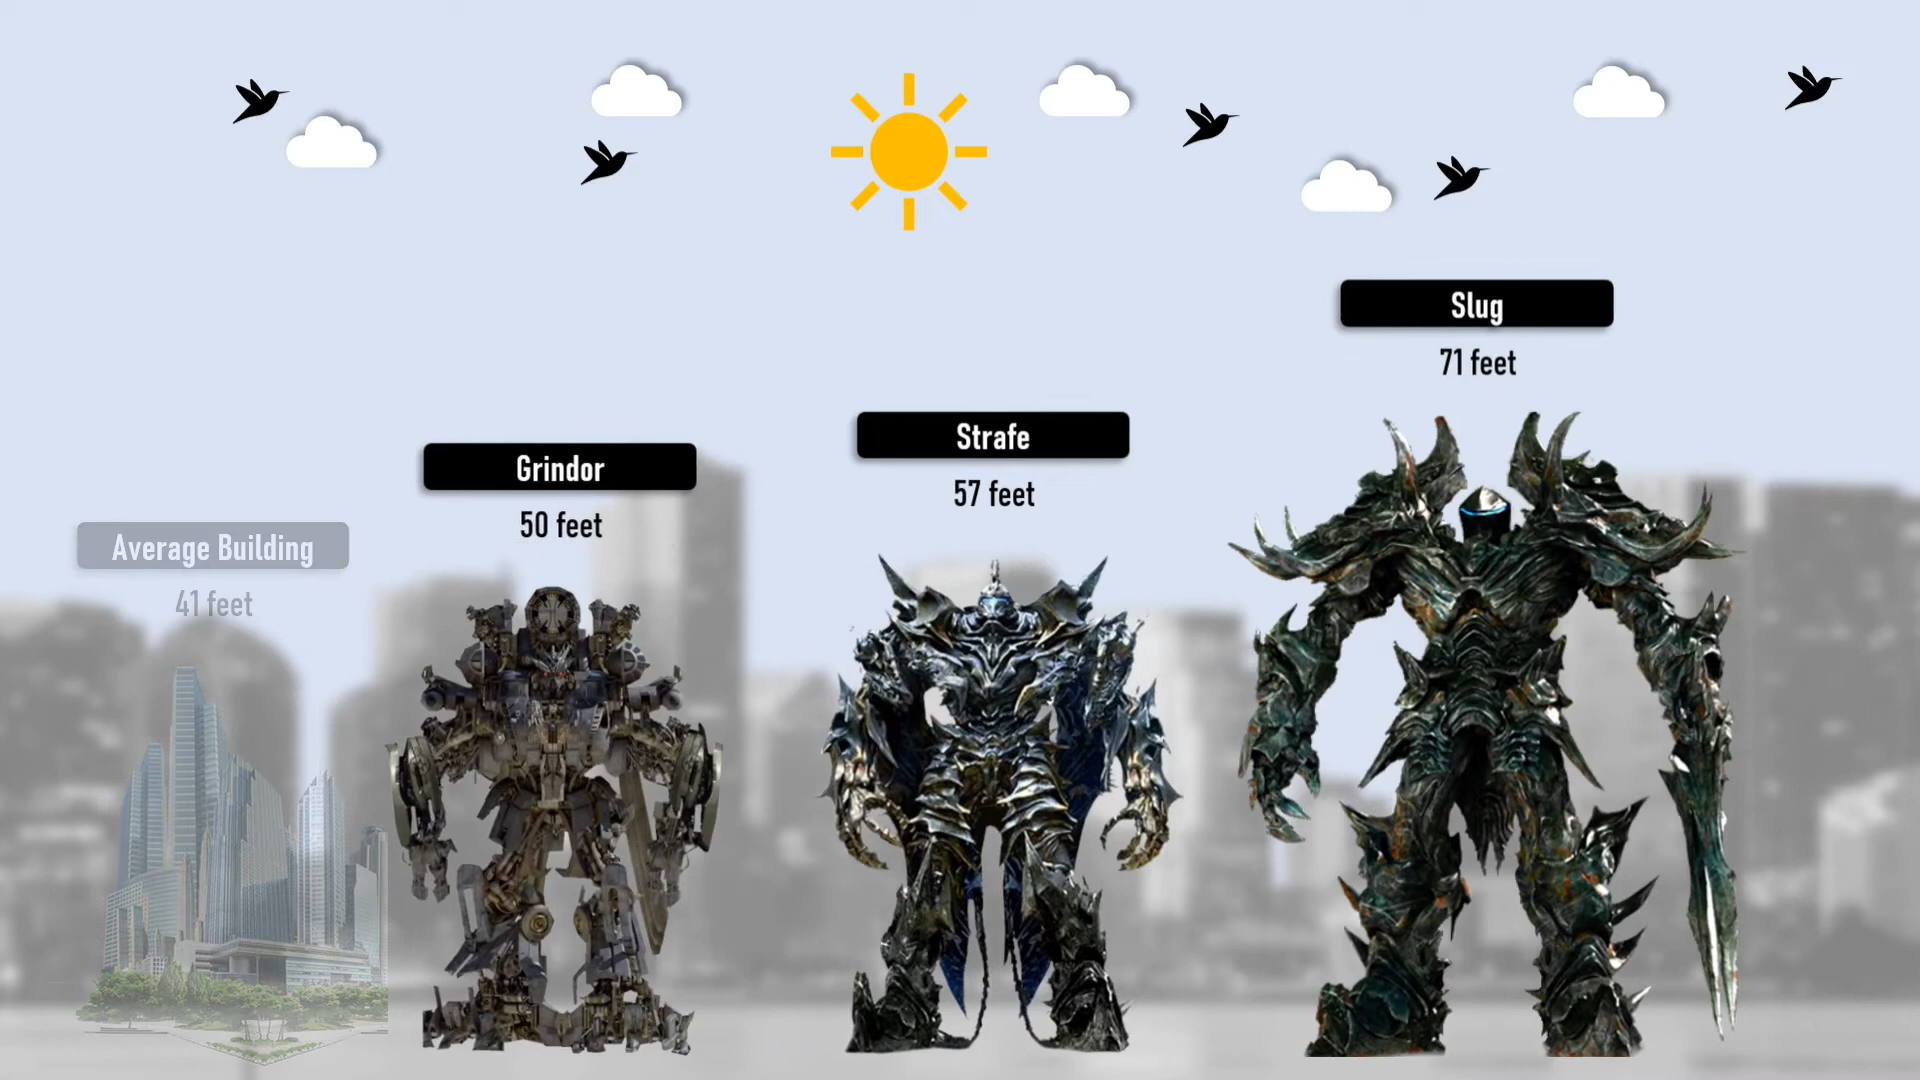 Slug
71 feet
Strafe
57 feet
Grindor
50 feet
Average Building
41 feet